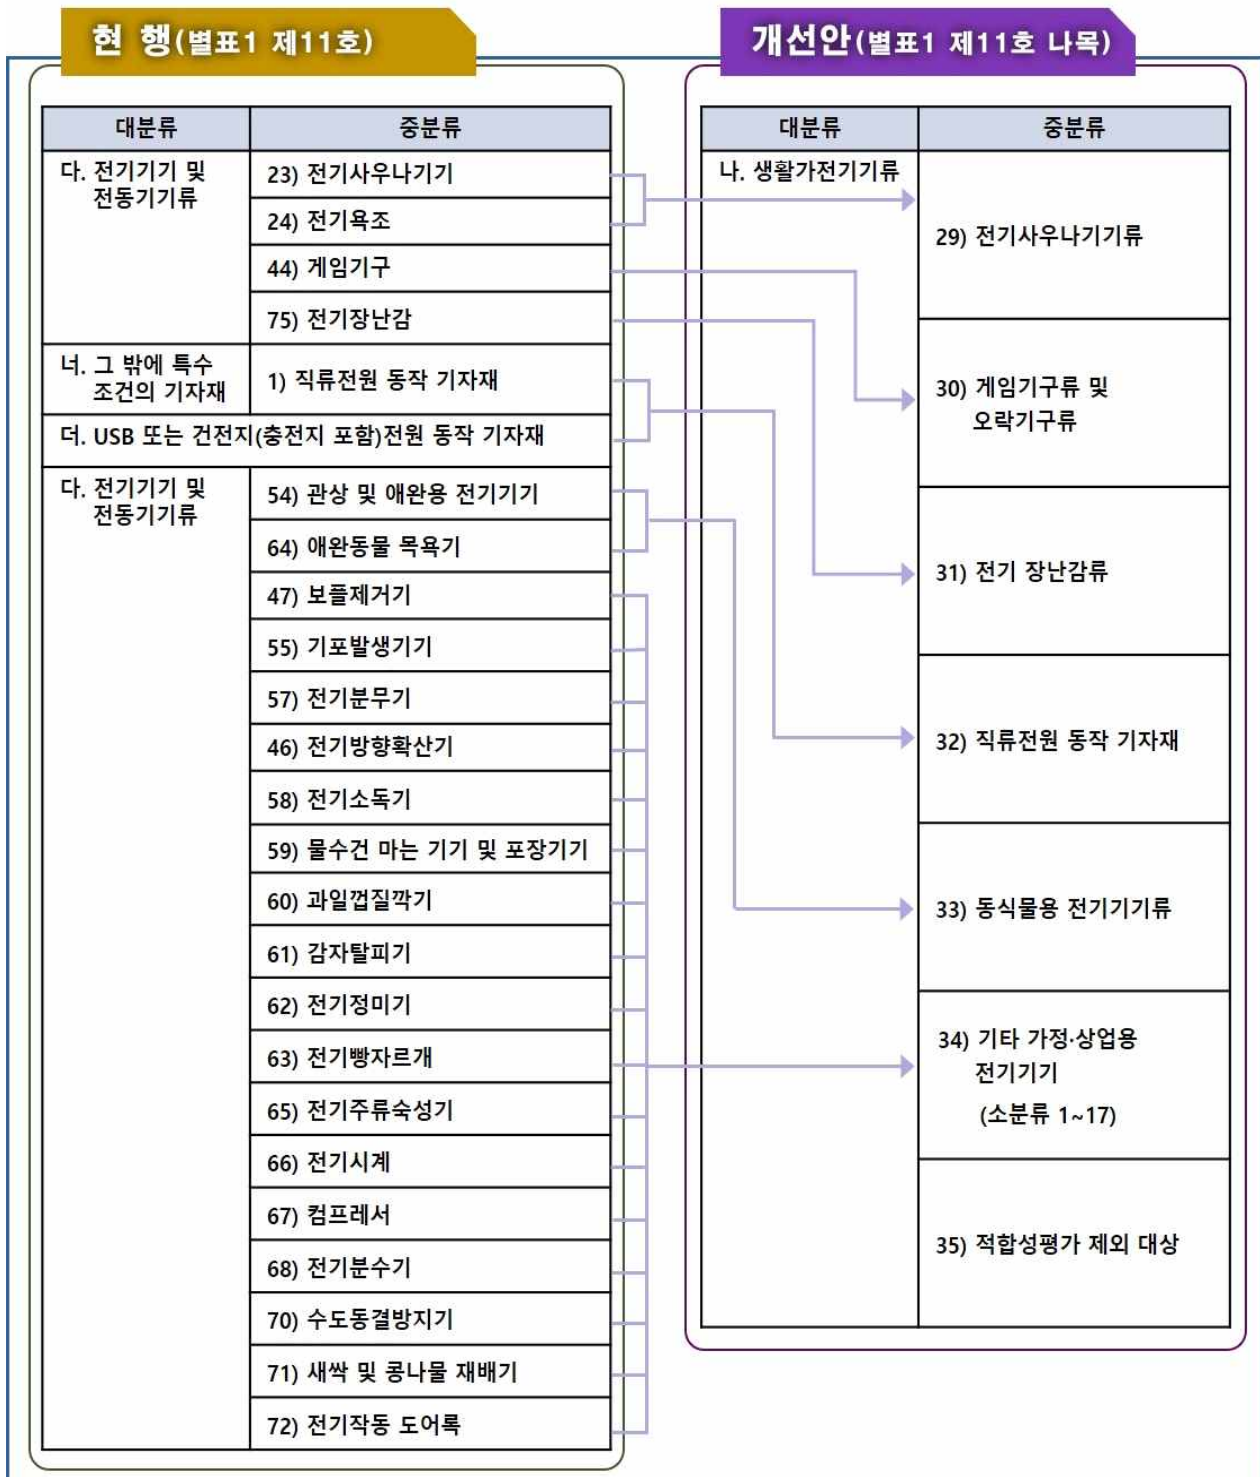 현 행(별표1 제11호)
대분류 중분류
다. 전기기기 및
전동기기류
23) 전기사우나기기
24) 전기욕조
44) 게임기구
75) 전기장난감
너. 그 밖에 특수
조건의 기자재
1) 직류전원 동작 기자재
더. USB 또는 건전지(충전지 포함)전원 동작 기자재
다. 전기기기 및
전동기기류
54) 관상 및 애완용 전기기기
64) 애완동물 목욕기
47) 보플제거기
55) 기포발생기기
57) 전기분무기
46) 전기방향확산기
58) 전기소독기
59) 물수건 마는 기기 및 포장기기
60) 과일껍질깍기
61) 감자탈피기
62) 전기정미기
63) 전기빵자르개
65) 전기주류숙성기
66) 전기시계
67) 컴프레서
68) 전기분수기
70) 수도동결방지기
71) 새싹 및 콩나물 재배기
72) 전기작동 도어록
개선안(별표1 제11호 나목)
대분류 중분류
나. 생활가전기기류
29) 전기사우나기기류
30) 게임기구류 및
오락기구류
31) 전기 장난감류
32) 직류전원 동작 기자재
33) 동식물용 전기기기류
34) 기타 가정·상업용
전기기기
(소분류 1~17)
35) 적합성평가 제외 대상